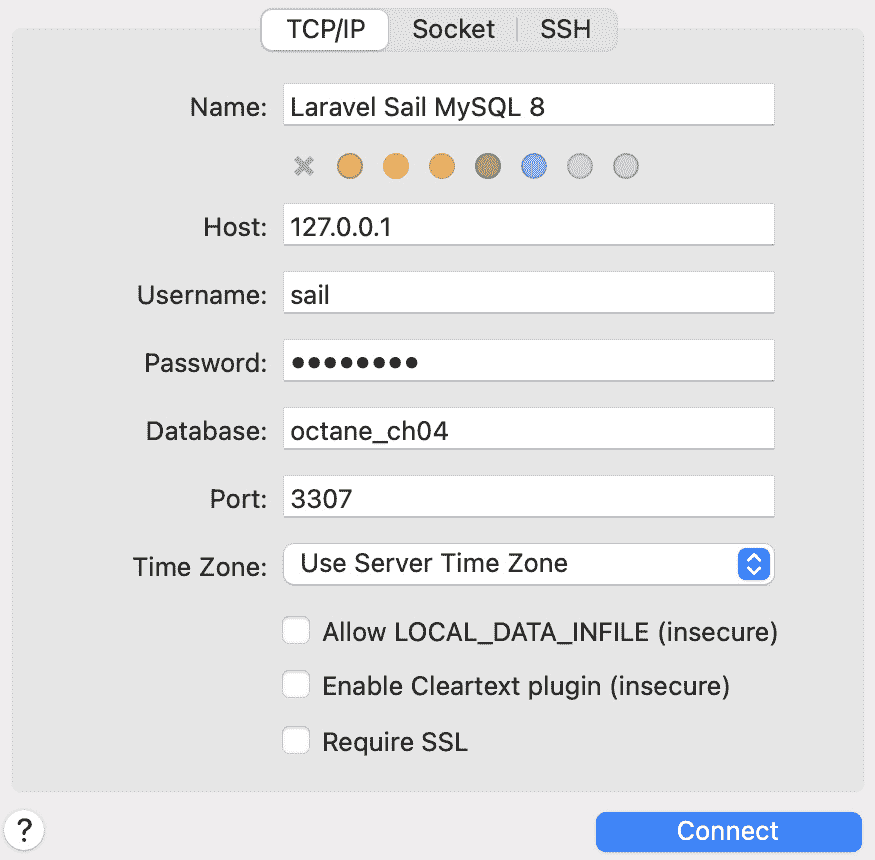 TCP/IP Socket SSH
Name: Laravel Sail MySQL 8
Host: 127.0.0.1
Username: sail
Password: ••••••••
Database: octane_ch04
Port: 3307
Time Zone: Use Server Time Zone
Allow LOCAL_DATA_INFILE (insecure)
Enable Cleartext plugin (insecure)
Require SSL
? Connect